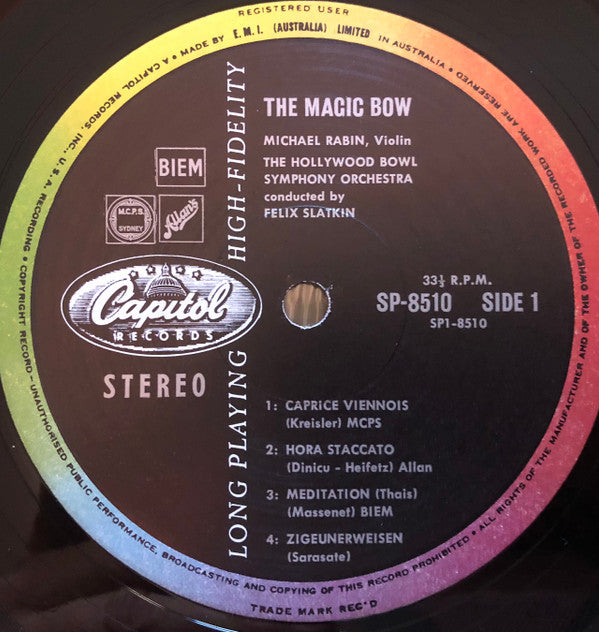 REGISTERED USER
• A CAPITOL RECORDS, INC., U.S.A. RECORDING • MADE BY E.M.I. (AUSTRALIA) LIMITED IN AUSTRALIA •
COPYRIGHT RECORD – UNAUTHORISED PUBLIC PERFORMANCE, BROADCASTING AND COPYING OF THIS RECORD PROHIBITED • ALL RIGHTS OF THE MANUFACTURER AND OF THE OWNER OF THE RECORDED WORK ARE RESERVED
TRADE MARK REG'D
LONG PLAYING HIGH-FIDELITY
THE MAGIC BOW
MICHAEL RABIN, Violin
THE HOLLYWOOD BOWL
SYMPHONY ORCHESTRA
conducted by
FELIX SLATKIN
BIEM
M.C.P.S.
SYDNEY
Allan's
Capitol
RECORDS
STEREO
33⅓ R.P.M.
SP-8510 SIDE 1
SP1-8510
1: CAPRICE VIENNOIS
(Kreisler) MCPS
2: HORA STACCATO
(Dinicu - Heifetz) Allan
3: MEDITATION (Thais)
(Massenet) BIEM
4: ZIGEUNERWEISEN
(Sarasate)